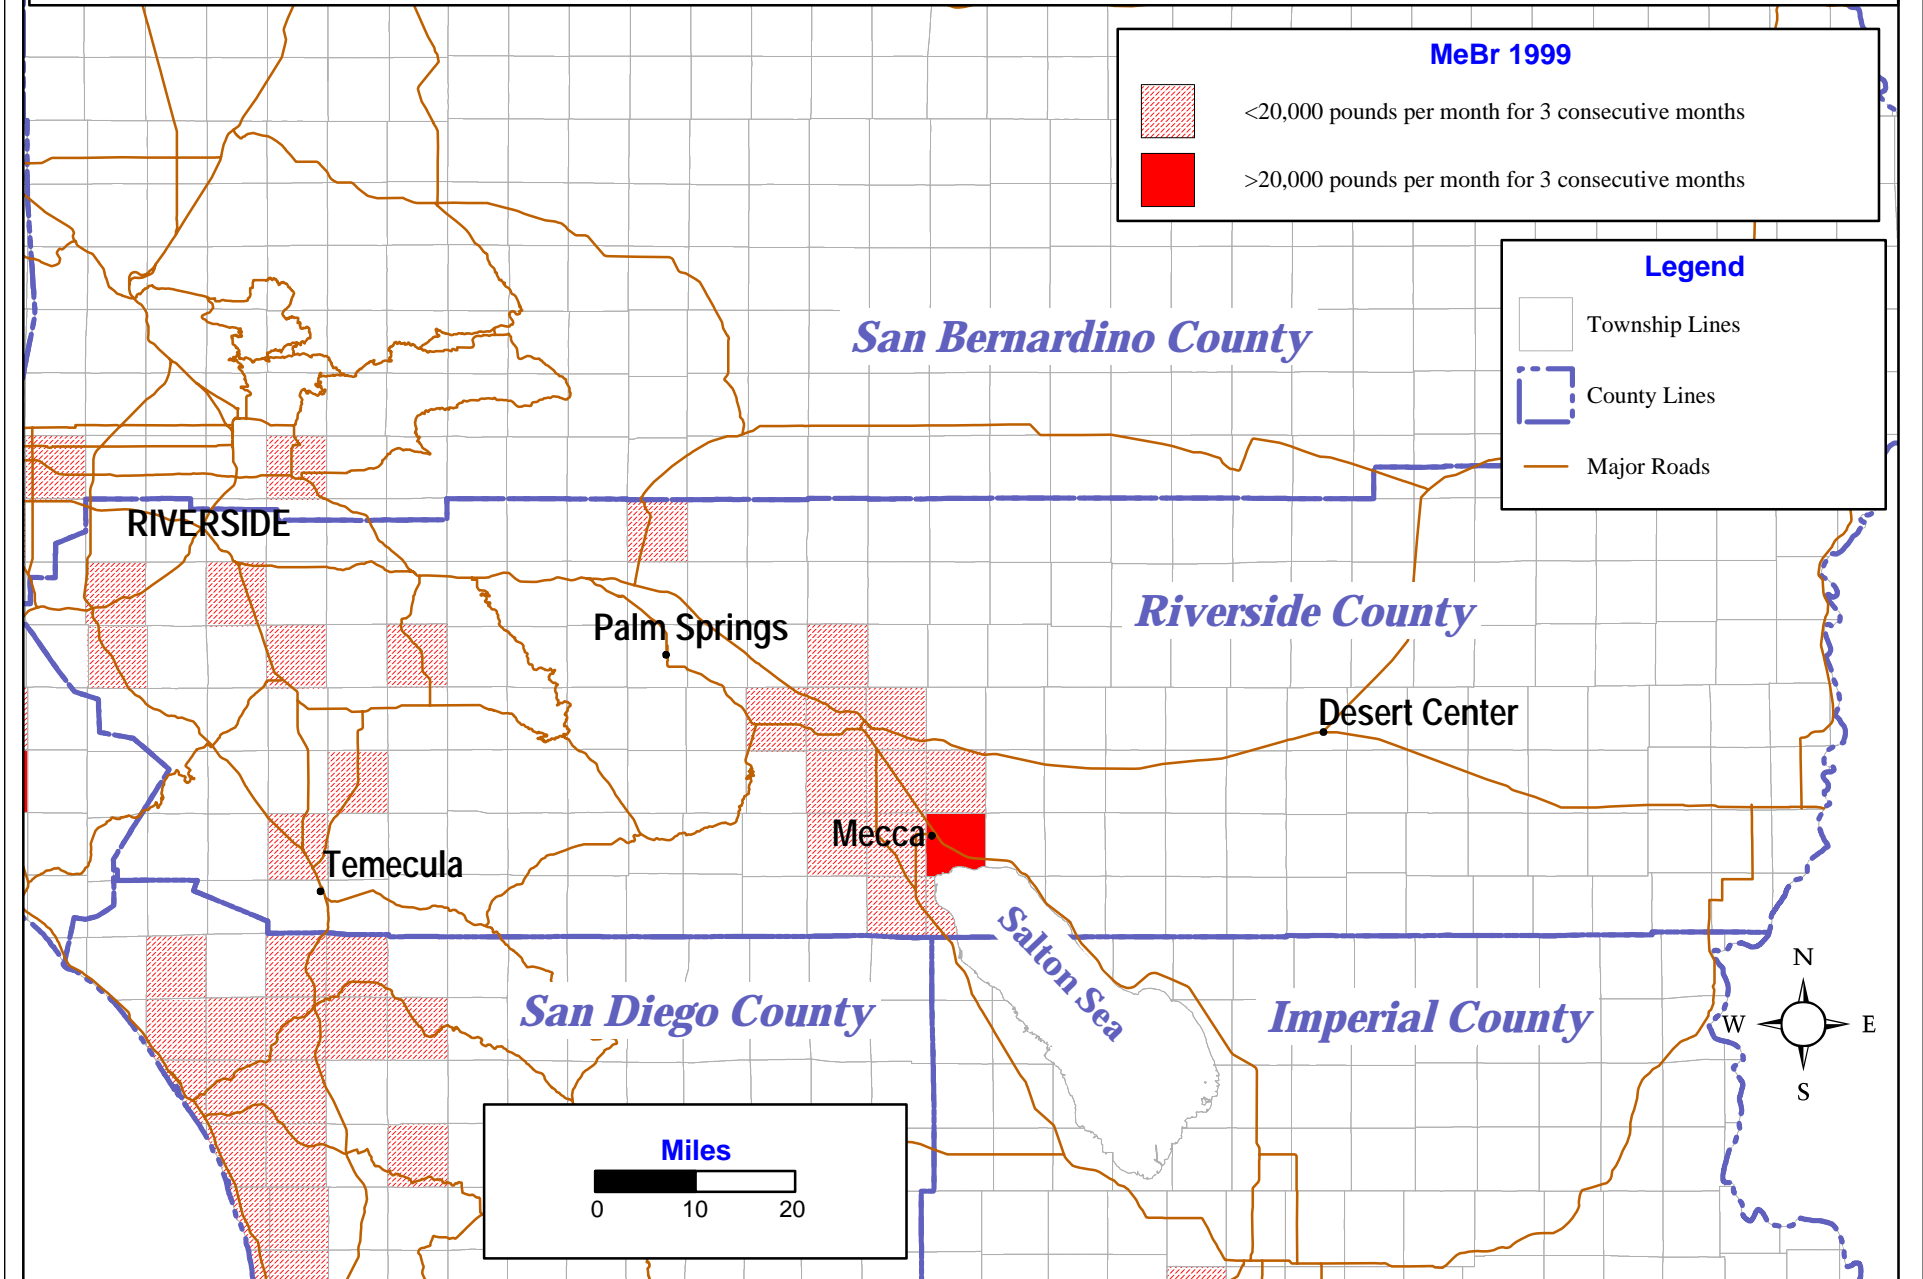 MeBr 1999
<20,000 pounds per month for 3 consecutive months
>20,000 pounds per month for 3 consecutive months
Legend
Township Lines
County Lines
Major Roads
San Bernardino County
RIVERSIDE
Riverside County
Palm Springs
Desert Center
Mecca
Temecula
Salton Sea
San Diego County
Imperial County
N
W
E
S
Miles
0 10 20